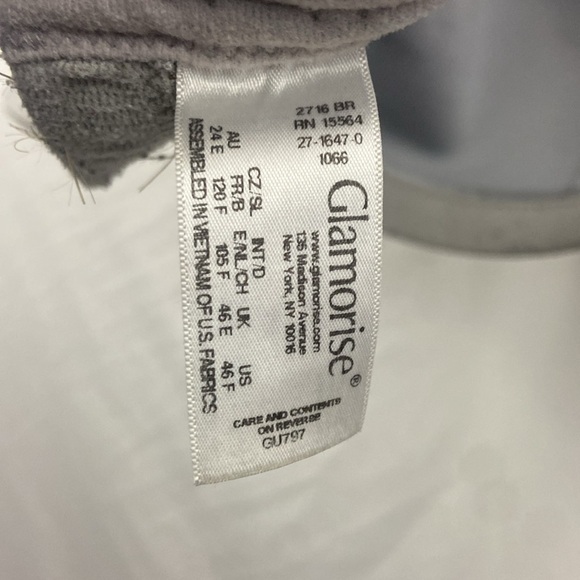 2716 BR
RN 15564
27-1647-0
1066
Glamorise®
www.glamorise.com
135 Madison Avenue
New York, NY 10016
CZ/SL INT/D
AU FR/B E/NL/CH UK US
24 E 120 F 105 F 46 E 46 F
ASSEMBLED IN VIETNAM OF U.S. FABRICS
CARE AND CONTENTS
ON REVERSE
GU797